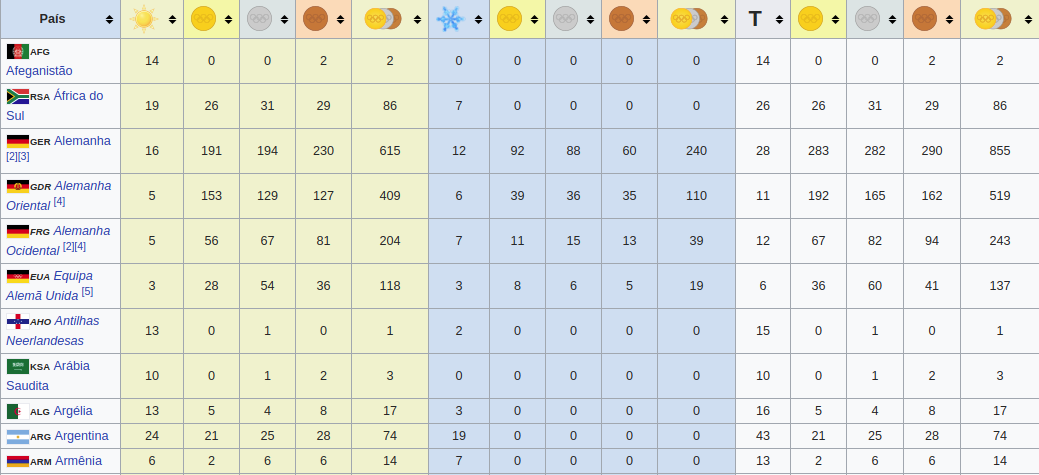 País T
AFG
Afeganistão 14 0 0 2 2 0 0 0 0 0 14 0 0 2 2
RSA África do
Sul 19 26 31 29 86 7 0 0 0 0 26 26 31 29 86
GER Alemanha
[2][3] 16 191 194 230 615 12 92 88 60 240 28 283 282 290 855
GDR Alemanha
Oriental [4] 5 153 129 127 409 6 39 36 35 110 11 192 165 162 519
FRG Alemanha
Ocidental [2][4] 5 56 67 81 204 7 11 15 13 39 12 67 82 94 243
EUA Equipa
Alemã Unida [5] 3 28 54 36 118 3 8 6 5 19 6 36 60 41 137
AHO Antilhas
Neerlandesas 13 0 1 0 1 2 0 0 0 0 15 0 1 0 1
KSA Arábia
Saudita 10 0 1 2 3 0 0 0 0 0 10 0 1 2 3
ALG Argélia 13 5 4 8 17 3 0 0 0 0 16 5 4 8 17
ARG Argentina 24 21 25 28 74 19 0 0 0 0 43 21 25 28 74
ARM Armênia 6 2 6 6 14 7 0 0 0 0 13 2 6 6 14